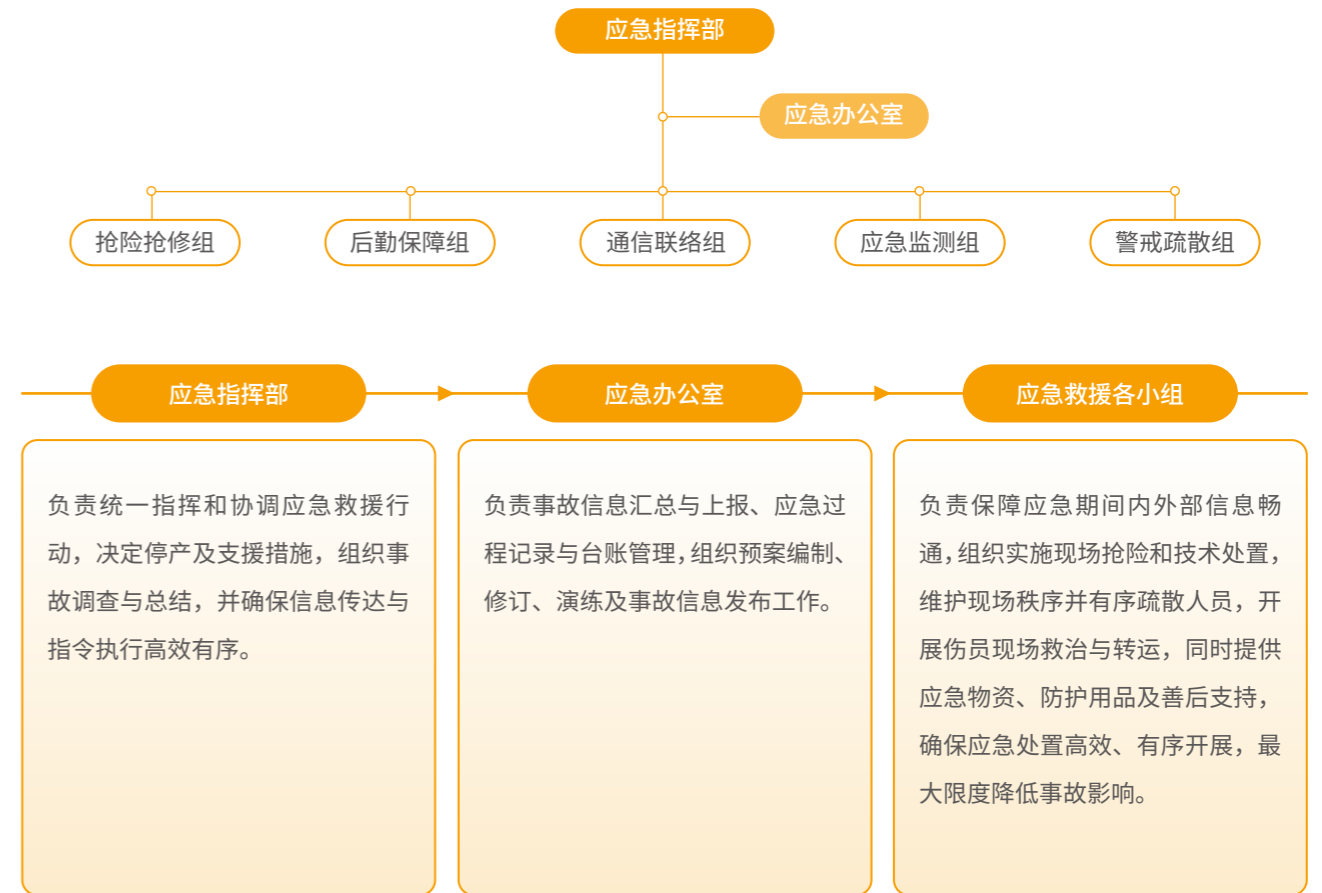 应急指挥部
应急办公室
抢险抢修组
后勤保障组
通信联络组
应急监测组
警戒疏散组
应急指挥部
负责统一指挥和协调应急救援行
动，决定停产及支援措施，组织事
故调查与总结，并确保信息传达与
指令执行高效有序。
应急办公室
负责事故信息汇总与上报、应急过
程记录与台账管理，组织预案编制、
修订、演练及事故信息发布工作。
应急救援各小组
负责保障应急期间内外部信息畅
通，组织实施现场抢险和技术处置，
维护现场秩序并有序疏散人员，开
展伤员现场救治与转运，同时提供
应急物资、防护用品及善后支持，
确保应急处置高效、有序开展，最
大限度降低事故影响。